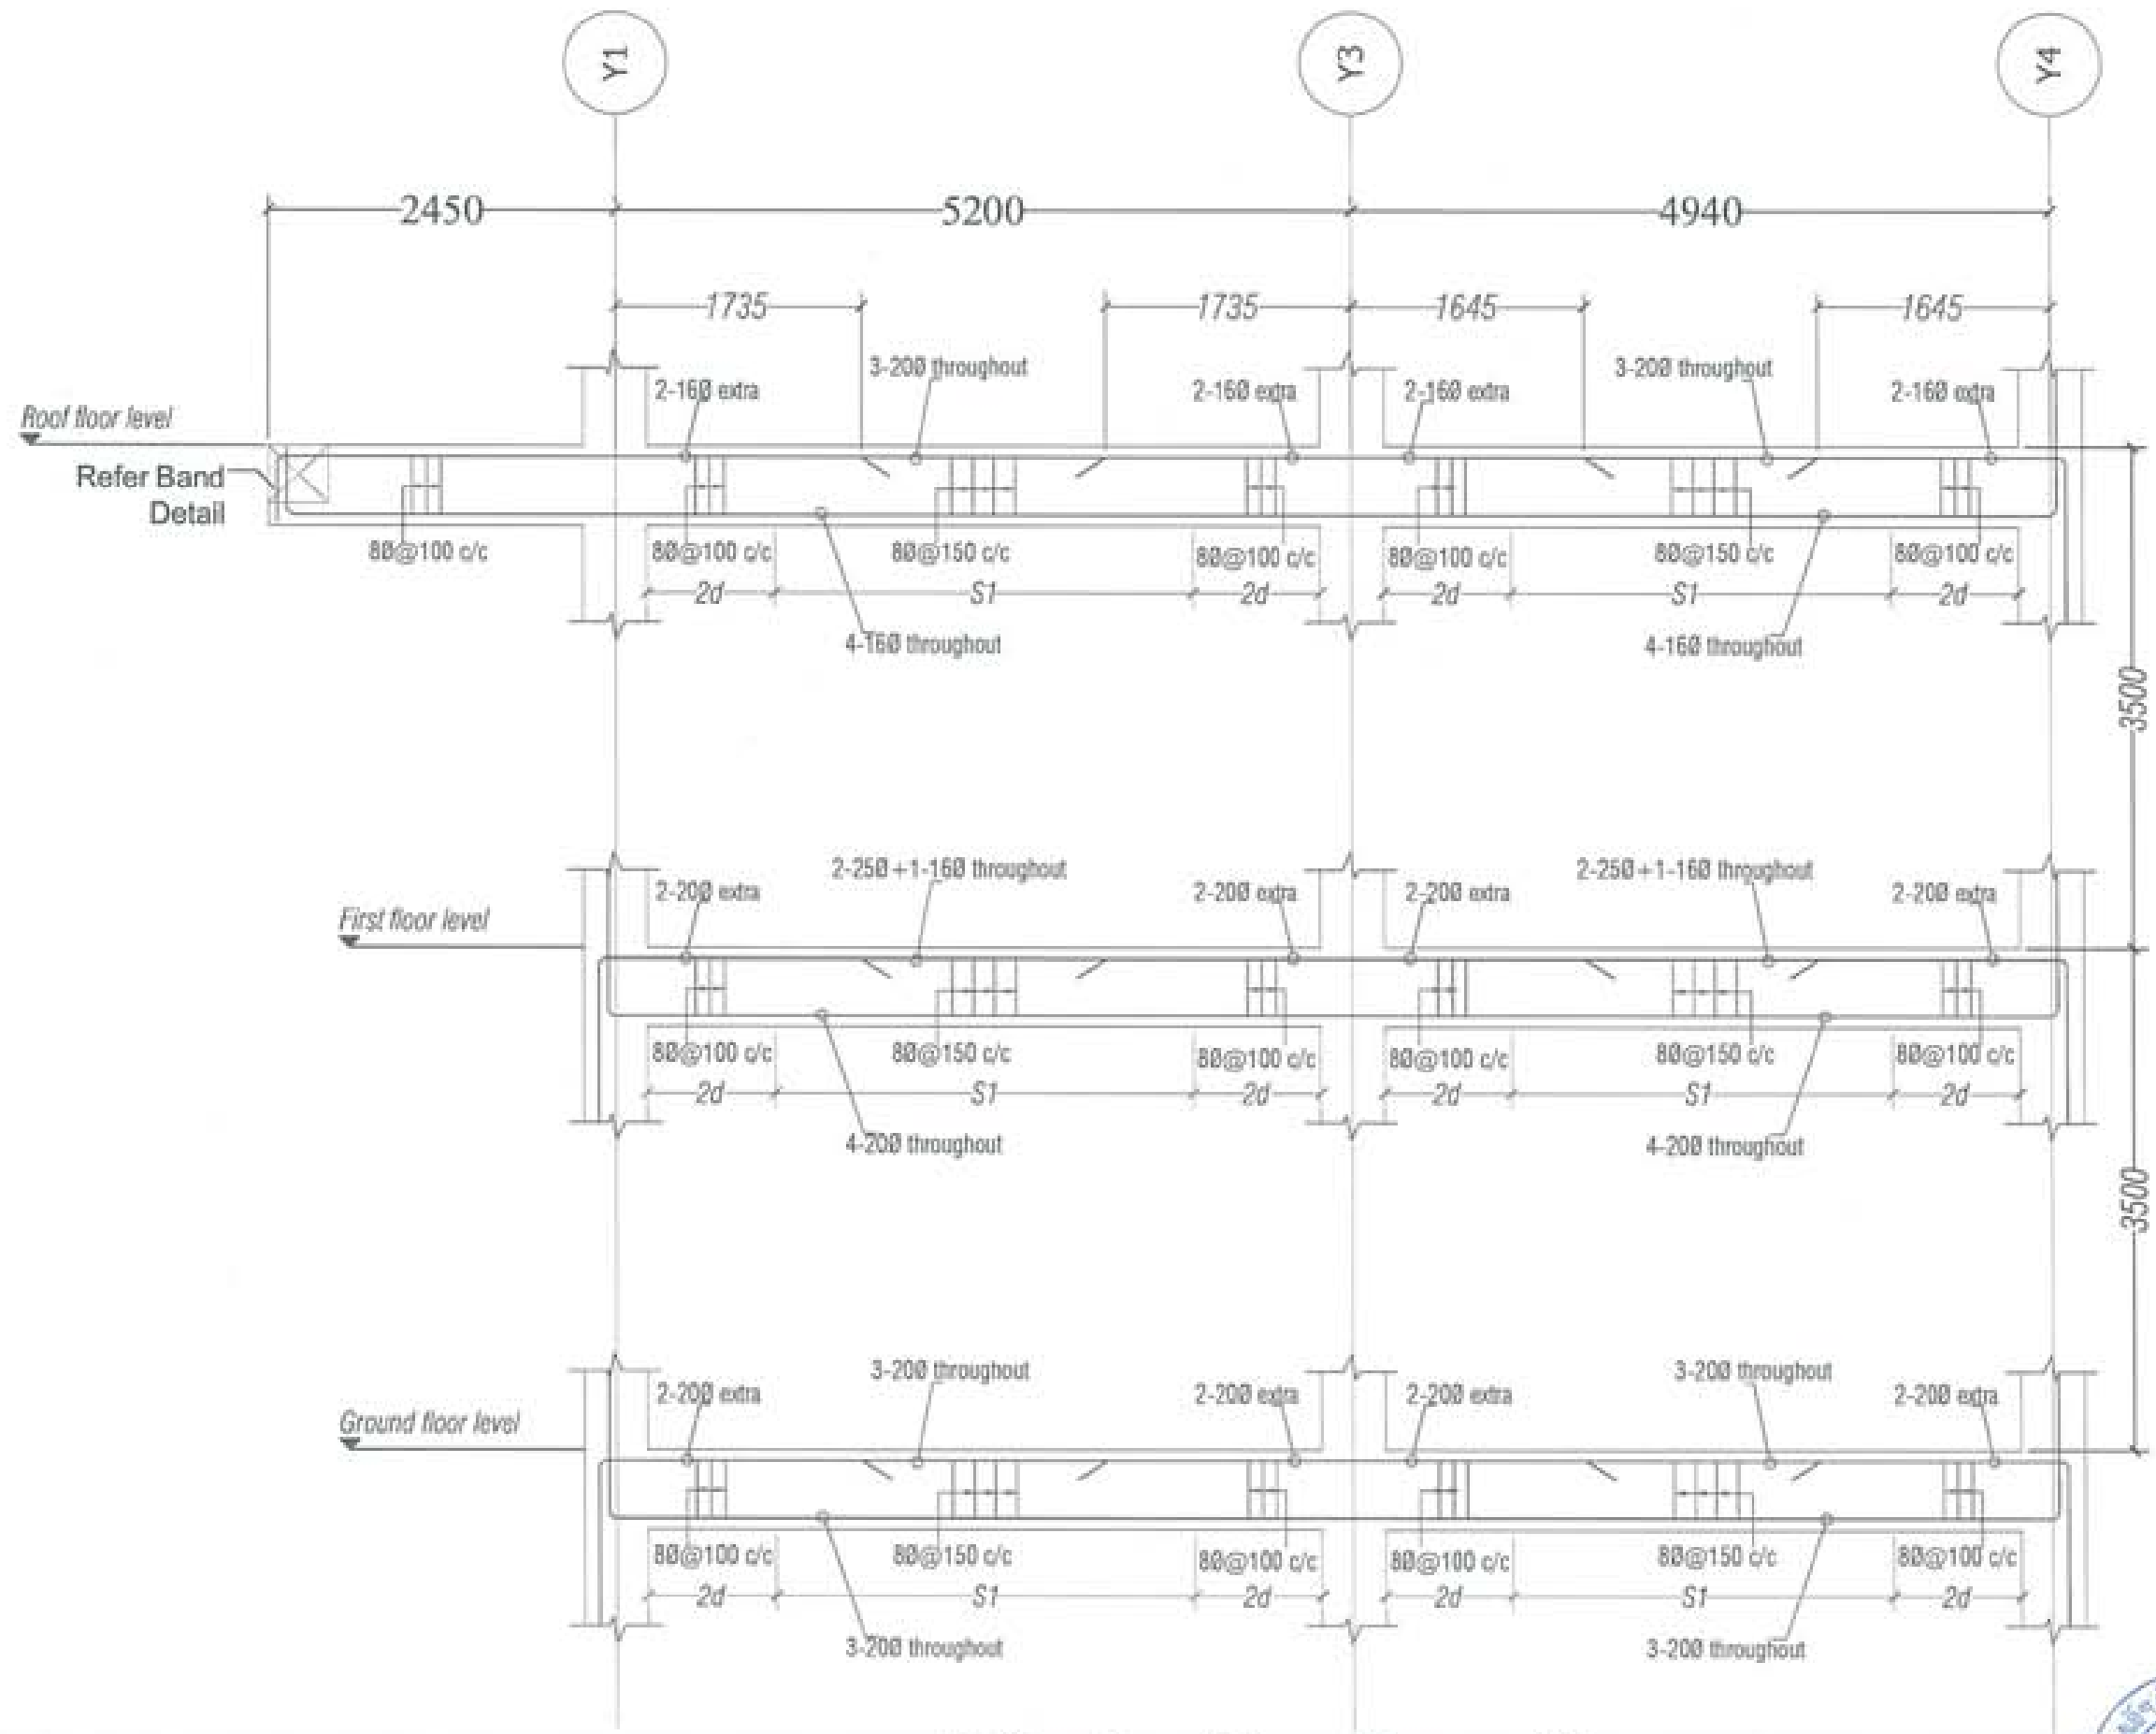 Y1
Y3
Y4
2450
5200
4940
1735
1735
1645
1645
3-20Ø throughout
3-20Ø throughout
2-16Ø extra
2-16Ø extra
2-16Ø extra
2-16Ø extra
Roof floor level
Refer Band
Detail
8Ø@100 c/c
8Ø@100 c/c
8Ø@150 c/c
8Ø@100 c/c
8Ø@100 c/c
8Ø@150 c/c
8Ø@100 c/c
2d
S1
2d
2d
S1
2d
4-16Ø throughout
4-16Ø throughout
3500
2-25Ø+1-16Ø throughout
2-25Ø+1-16Ø throughout
2-20Ø extra
2-20Ø extra
2-20Ø extra
2-20Ø extra
First floor level
8Ø@100 c/c
8Ø@150 c/c
8Ø@100 c/c
8Ø@100 c/c
8Ø@150 c/c
8Ø@100 c/c
2d
S1
2d
2d
S1
2d
4-20Ø throughout
4-20Ø throughout
3500
3-20Ø throughout
3-20Ø throughout
2-20Ø extra
2-20Ø extra
2-20Ø extra
2-20Ø extra
Ground floor level
8Ø@100 c/c
8Ø@150 c/c
8Ø@100 c/c
8Ø@100 c/c
8Ø@150 c/c
8Ø@100 c/c
2d
S1
2d
2d
S1
2d
3-20Ø throughout
3-20Ø throughout